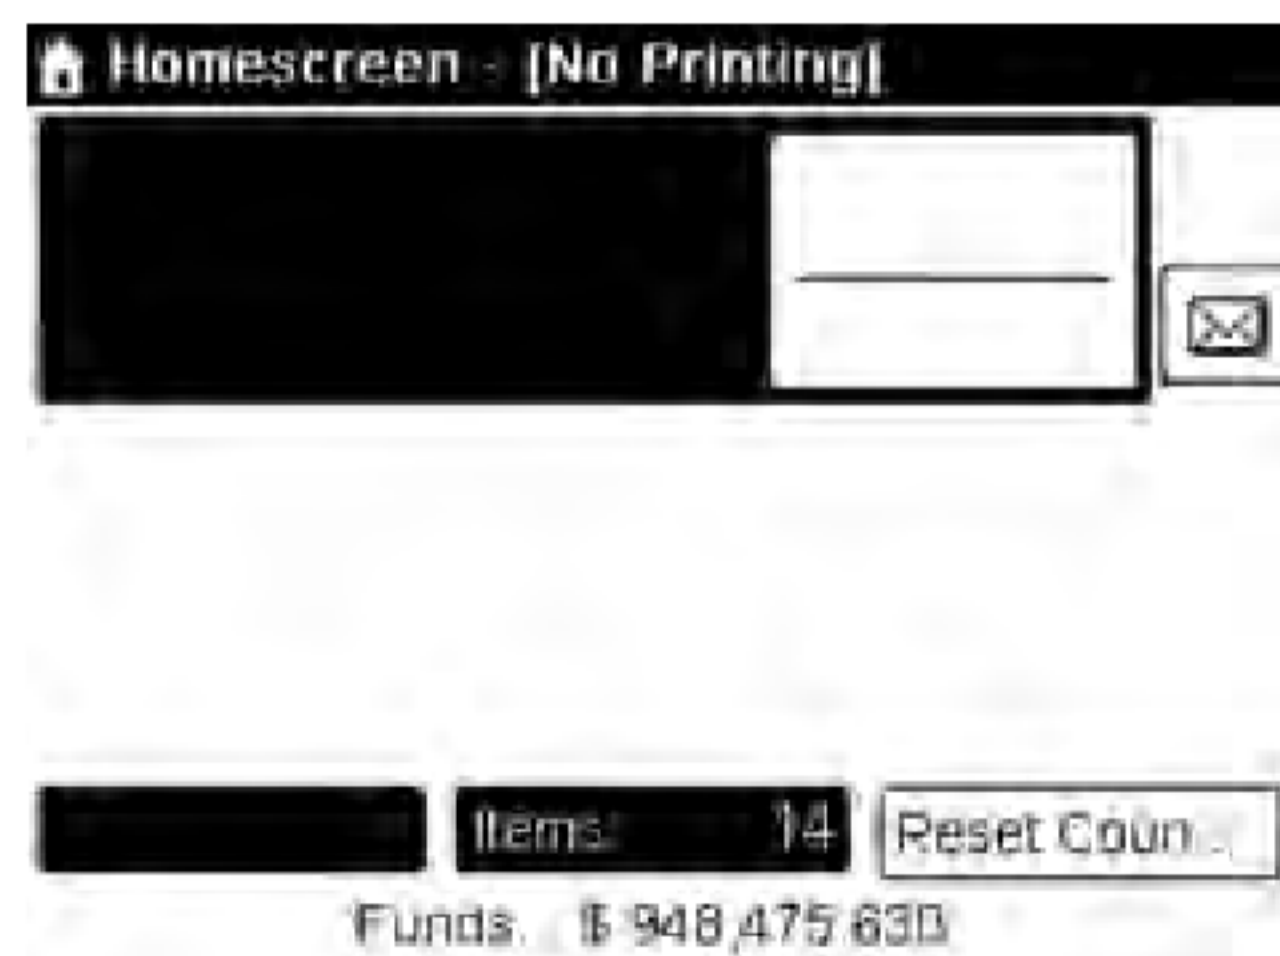 Homescreen - [No Printing]
Items: 14
Reset Coun
Funds. $ 948,475.630